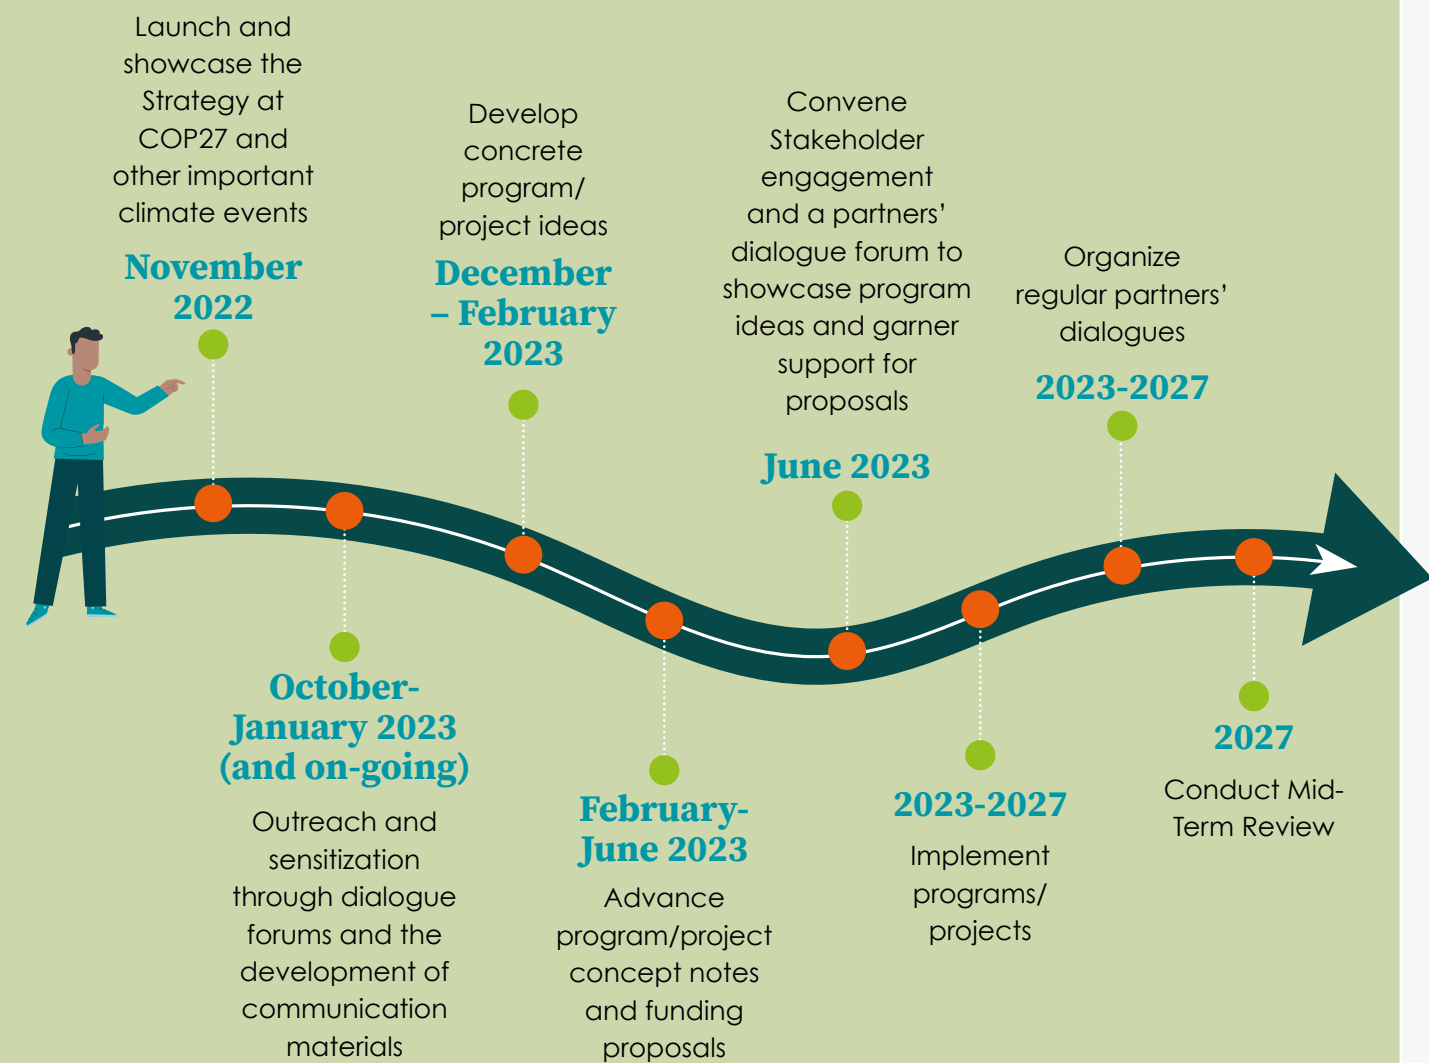 Launch and
showcase the
Strategy at
COP27 and
other important
climate events
November
2022
October-
January 2023
(and on-going)
Outreach and
sensitization
through dialogue
forums and the
development of
communication
materials
Develop
concrete
program/
project ideas
December
– February
2023
February-
June 2023
Advance
program/project
concept notes
and funding
proposals
Convene
Stakeholder
engagement
and a partners’
dialogue forum to
showcase program
ideas and garner
support for
proposals
June 2023
2023-2027
Implement
programs/
projects
Organize
regular partners’
dialogues
2023-2027
2027
Conduct Mid-
Term Review